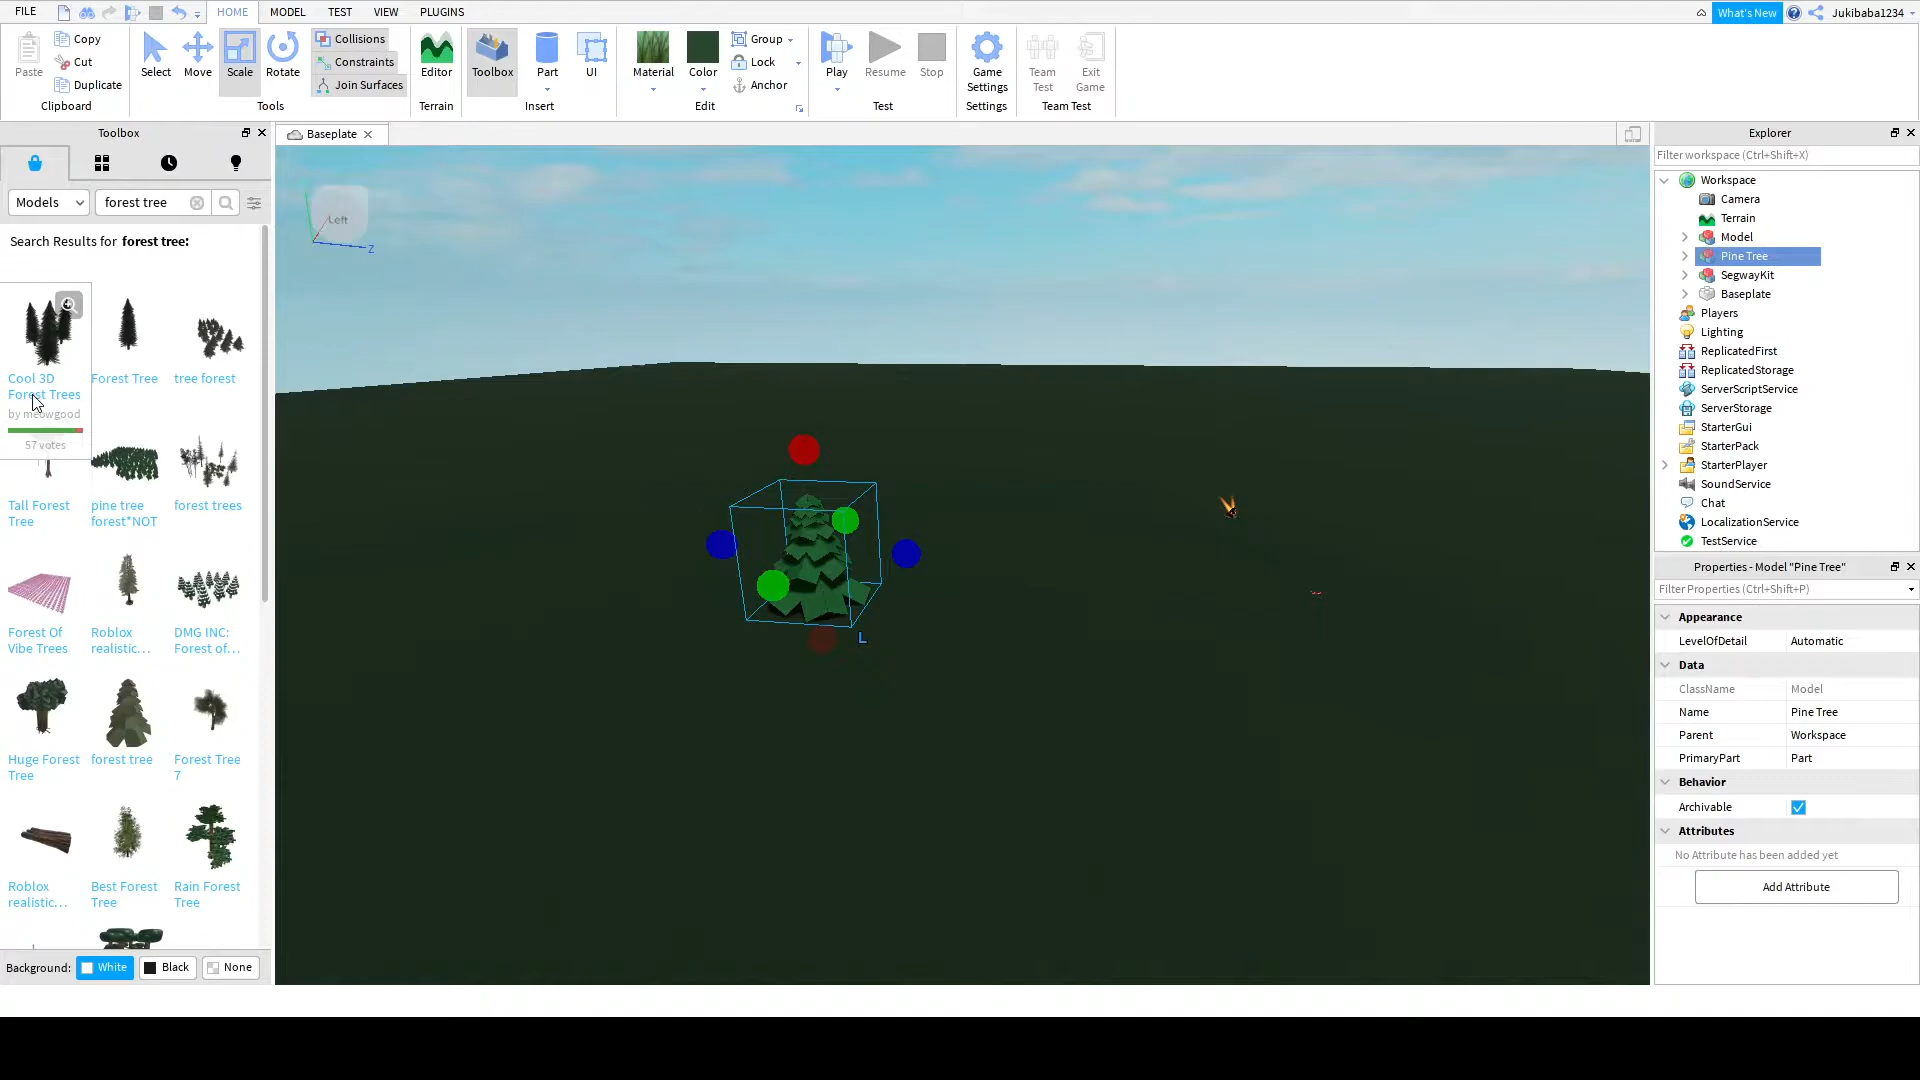 FILE
HOME
MODEL
TEST
VIEW
PLUGINS
What's New
Jukibaba1234
Paste
Copy
Cut
Duplicate
Clipboard
Select
Move
Scale
Rotate
Collisions
Constraints
Join Surfaces
Tools
Editor
Terrain
Toolbox
Part
UI
Insert
Material
Color
Group
Lock
Anchor
Edit
Play
Resume
Stop
Test
Game
Settings
Settings
Team
Test
Exit
Game
Team Test
Toolbox
Models
forest tree
Search Results for forest tree:
Cool 3D
Forest Trees
by meowgood
57 votes
Forest Tree
tree forest
Tall Forest
Tree
pine tree
forest*NOT
forest trees
Forest Of
Vibe Trees
Roblox
realistic...
DMG INC:
Forest of...
Huge Forest
Tree
forest tree
Forest Tree
7
Roblox
realistic...
Best Forest
Tree
Rain Forest
Tree
Background:
White
Black
None
Baseplate
Left
Z
L
Explorer
Filter workspace (Ctrl+Shift+X)
Workspace
Camera
Terrain
Model
Pine Tree
SegwayKit
Baseplate
Players
Lighting
ReplicatedFirst
ReplicatedStorage
ServerScriptService
ServerStorage
StarterGui
StarterPack
StarterPlayer
SoundService
Chat
LocalizationService
TestService
Properties - Model "Pine Tree"
Filter Properties (Ctrl+Shift+P)
Appearance
LevelOfDetail Automatic
Data
ClassName Model
Name Pine Tree
Parent Workspace
PrimaryPart Part
Behavior
Archivable
Attributes
No Attribute has been added yet
Add Attribute